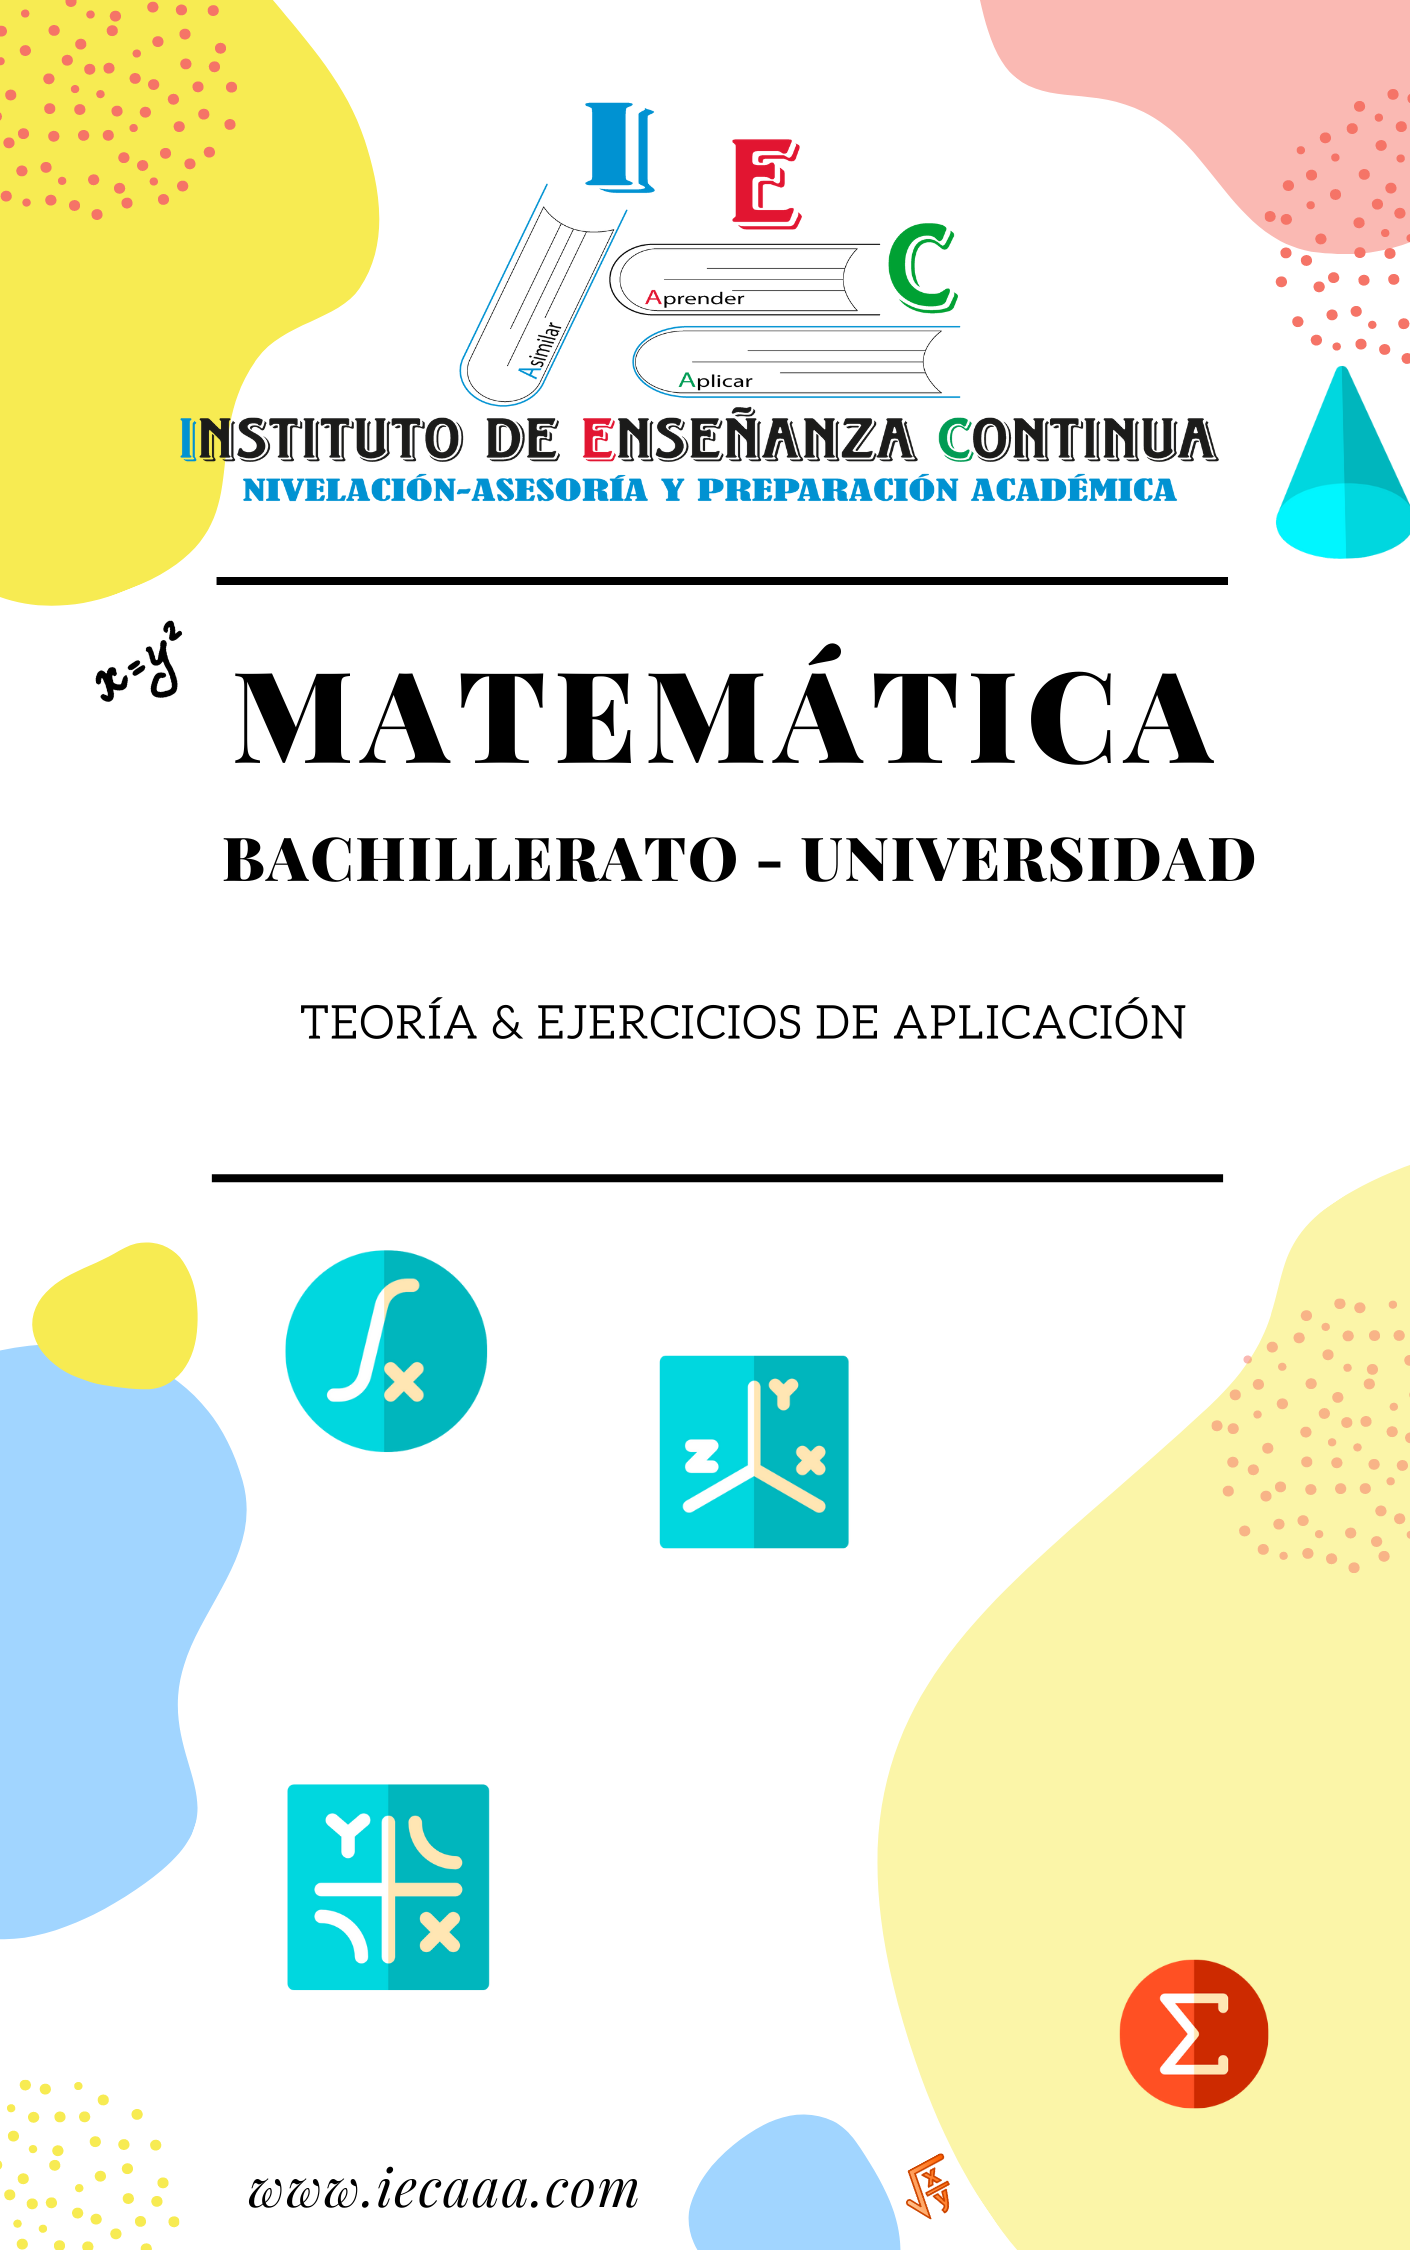 I E C
Asimilar
Aprender
Aplicar
INSTITUTO DE ENSEÑANZA CONTINUA
NIVELACIÓN-ASESORÍA Y PREPARACIÓN ACADÉMICA
x=y²
MATEMÁTICA
BACHILLERATO - UNIVERSIDAD
TEORÍA & EJERCICIOS DE APLICACIÓN
∫x
Y
Z X
Y
X
Σ
√x/y
www.iecaaa.com